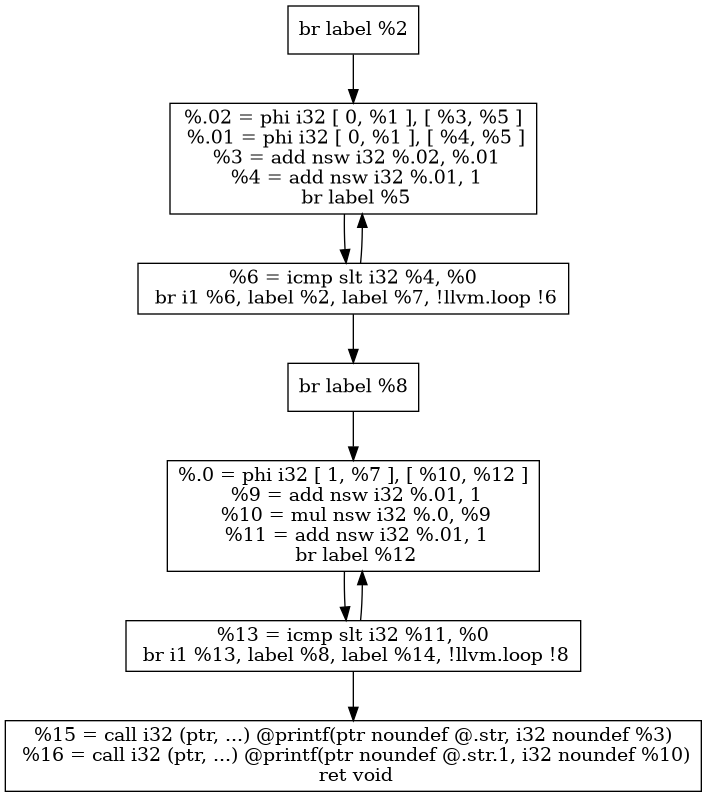 br label %2
%.02 = phi i32 [ 0, %1 ], [ %3, %5 ]
%.01 = phi i32 [ 0, %1 ], [ %4, %5 ]
%3 = add nsw i32 %.02, %.01
%4 = add nsw i32 %.01, 1
br label %5
%6 = icmp slt i32 %4, %0
br i1 %6, label %2, label %7, !llvm.loop !6
br label %8
%.0 = phi i32 [ 1, %7 ], [ %10, %12 ]
%9 = add nsw i32 %.01, 1
%10 = mul nsw i32 %.0, %9
%11 = add nsw i32 %.01, 1
br label %12
%13 = icmp slt i32 %11, %0
br i1 %13, label %8, label %14, !llvm.loop !8
%15 = call i32 (ptr, ...) @printf(ptr noundef @.str, i32 noundef %3)
%16 = call i32 (ptr, ...) @printf(ptr noundef @.str.1, i32 noundef %10)
ret void